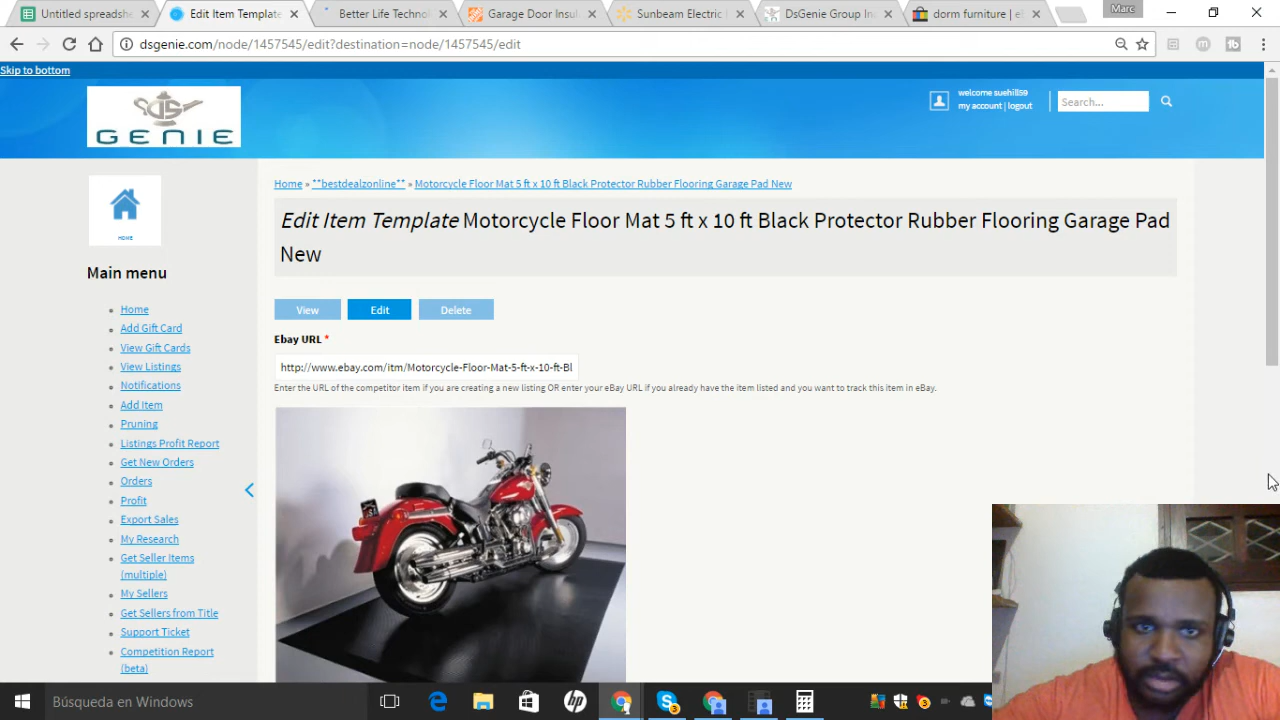 Untitled spreadsh
Edit Item Template
Better Life Technol
Garage Door Insul
Sunbeam Electric
DsGenie Group Inc
dorm furniture | e
Marc
dsgenie.com/node/1457545/edit?destination=node/1457545/edit
Skip to bottom
DS
GENIE
welcome suehill59
my account | logout
Search...
HOME
Home » **bestdealzonline** » Motorcycle Floor Mat 5 ft x 10 ft Black Protector Rubber Flooring Garage Pad New
Edit Item Template Motorcycle Floor Mat 5 ft x 10 ft Black Protector Rubber Flooring Garage Pad
New
Main menu
View
Edit
Delete
Ebay URL *
http://www.ebay.com/itm/Motorcycle-Floor-Mat-5-ft-x-10-ft-Bl
Enter the URL of the competitor item if you are creating a new listing OR enter your eBay URL if you already have the item listed and you want to track this item in eBay.
Home
Add Gift Card
View Gift Cards
View Listings
Notifications
Add Item
Pruning
Listings Profit Report
Get New Orders
Orders
Profit
Export Sales
My Research
Get Seller Items
(multiple)
My Sellers
Get Sellers from Title
Support Ticket
Competition Report
(beta)
Búsqueda en Windows
hp
3